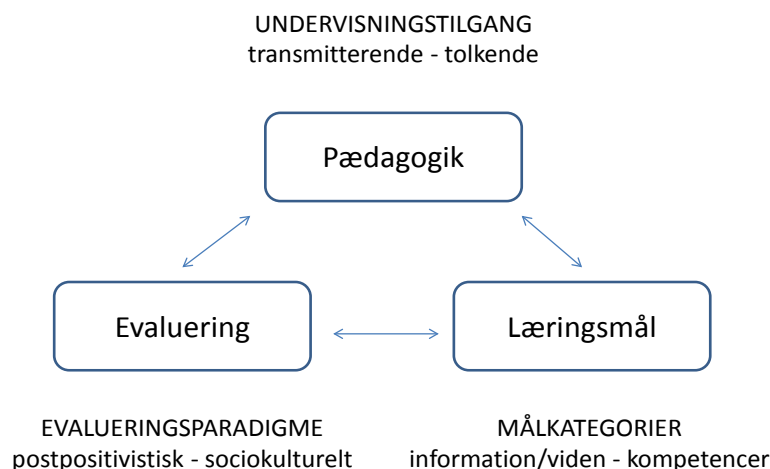 UNDERVISNINGSTILGANG
transmitterende - tolkende
Pædagogik
Evaluering
Læringsmål
EVALUERINGSPARADIGME
postpositivistisk - sociokulturelt
MÅLKATEGORIER
information/viden - kompetencer